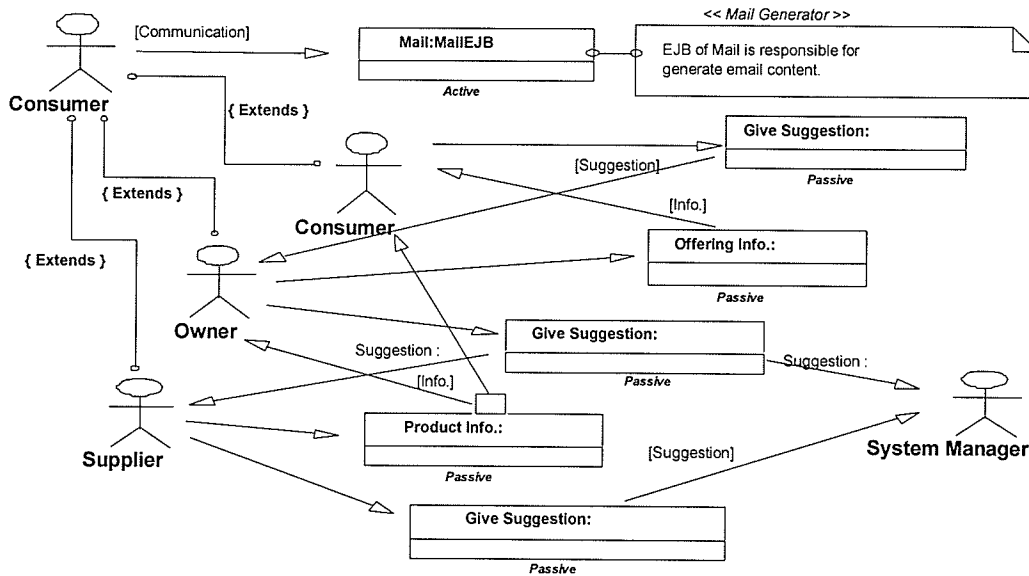 << Mail Generator >>
[Communication]
Mail:MailEJB
EJB of Mail is responsible for
generate email content.
Active
Consumer
{ Extends }
Give Suggestion:
[Suggestion]
Passive
{ Extends }
[Info.]
Consumer
Offering Info.:
{ Extends }
Passive
Owner
Give Suggestion:
Suggestion :
Suggestion :
[Info.]
Passive
Product Info.:
Supplier
System Manager
[Suggestion]
Passive
Give Suggestion:
Passive